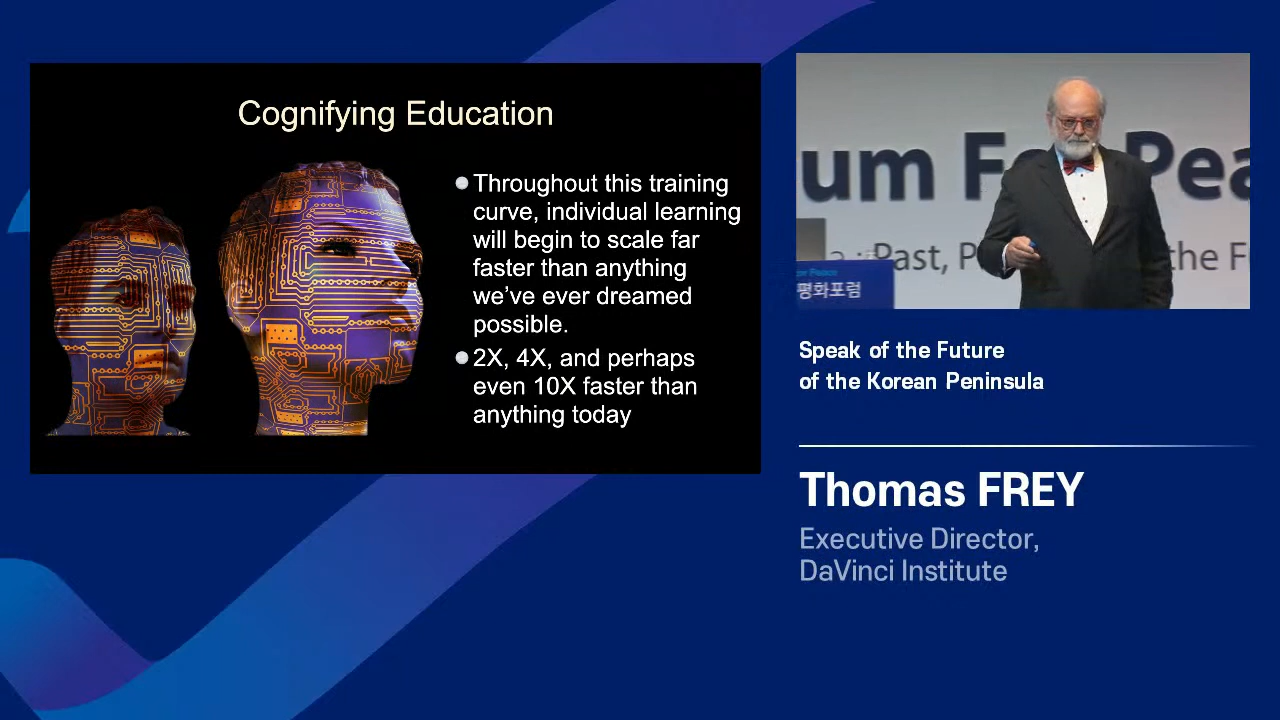 Cognifying Education
Throughout this training
curve, individual learning
will begin to scale far
faster than anything
we’ve ever dreamed
possible.
2X, 4X, and perhaps
even 10X faster than
anything today
um F Pea
Past, P the F
평화포럼
Speak of the Future
of the Korean Peninsula
Thomas FREY
Executive Director,
DaVinci Institute